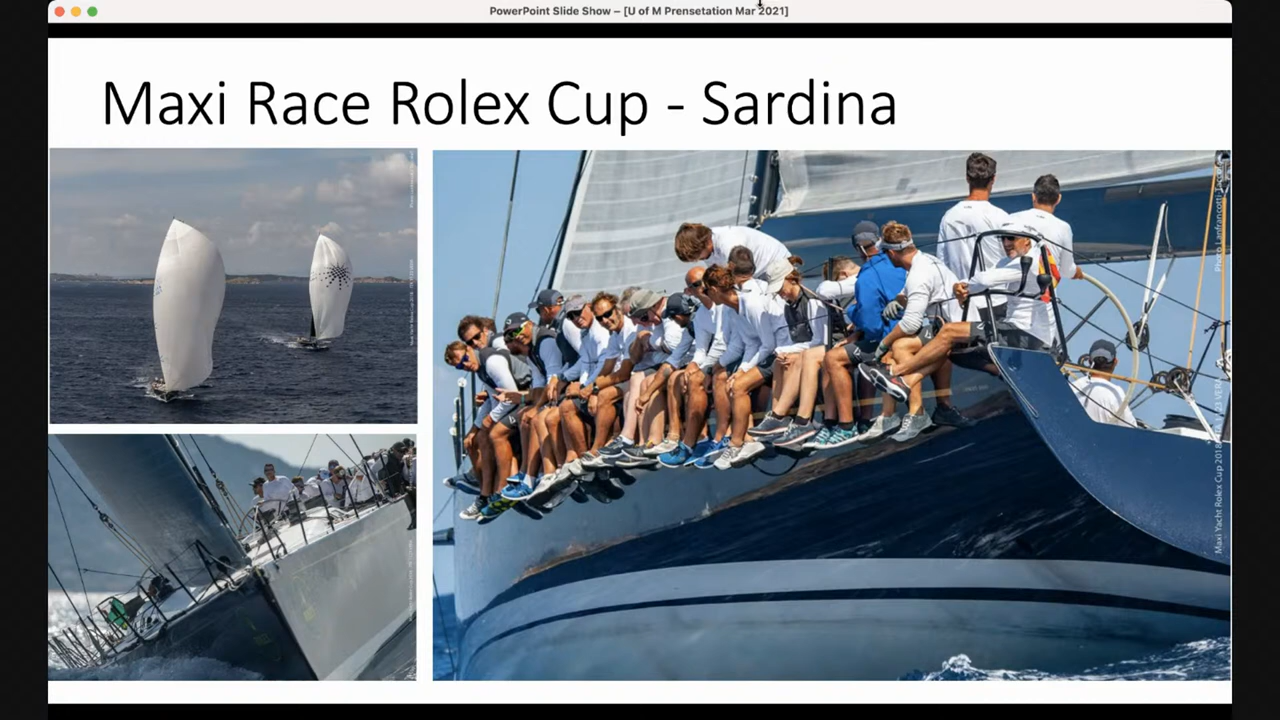 PowerPoint Slide Show – [U of M Prensetation Mar 2021]
Maxi Race Rolex Cup - Sardina
Maxi Yacht Rolex Cup